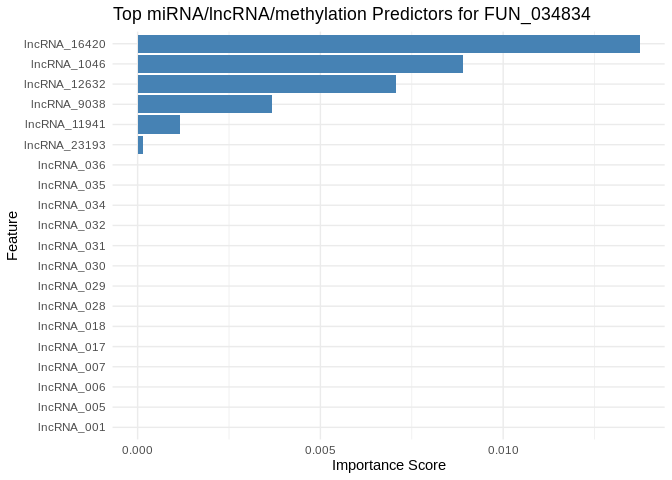 Top miRNA/lncRNA/methylation Predictors for FUN_034834
lncRNA_16420
lncRNA_1046
lncRNA_12632
lncRNA_9038
lncRNA_11941
lncRNA_23193
lncRNA_036
lncRNA_035
lncRNA_034
lncRNA_032
lncRNA_031
lncRNA_030
lncRNA_029
lncRNA_028
lncRNA_018
lncRNA_017
lncRNA_007
lncRNA_006
lncRNA_005
lncRNA_001
Feature
0.000 0.005 0.010
Importance Score